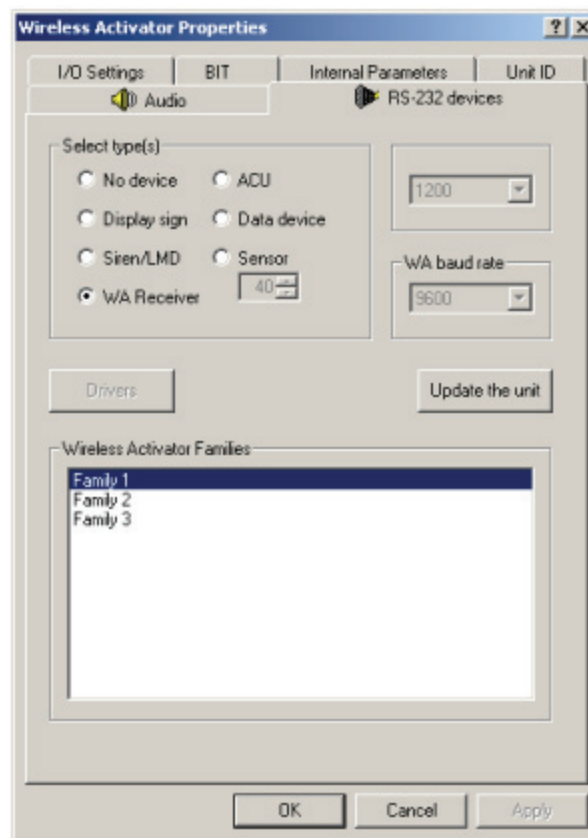 Wireless Activator Properties
I/O Settings BIT Internal Parameters Unit ID
Audio RS-232 devices
Select type(s)
No device ACU
1200
Display sign Data device
Siren/LMD Sensor
WA baud rate
40
WA Receiver
9600
Drivers Update the unit
Wireless Activator Families
Family 1
Family 2
Family 3
OK Cancel Apply